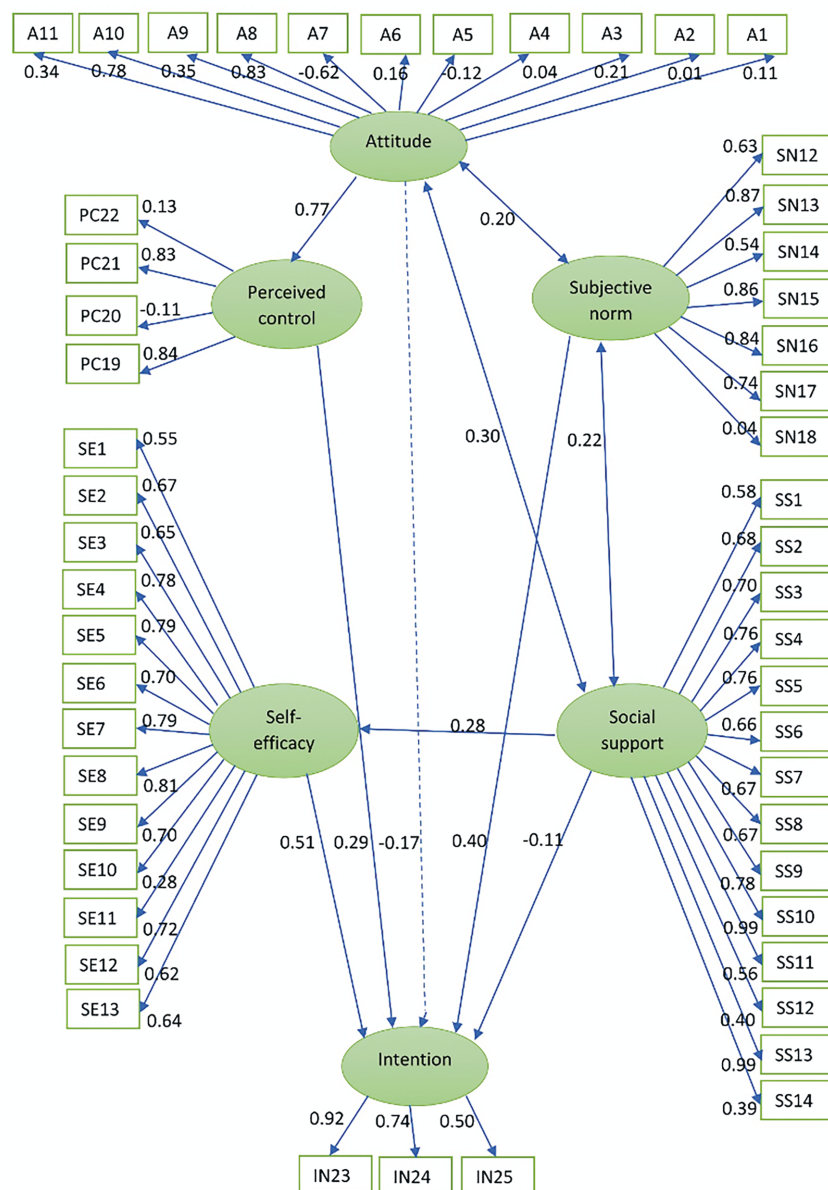 A11 A10 A9 A8 A7 A6 A5 A4 A3 A2 A1
0.34 0.78 0.35 0.83 -0.62 0.16 -0.12 0.04 0.21 0.01 0.11
Attitude
0.77
0.20
PC22 0.13
PC21 0.83
PC20 -0.11
PC19 0.84
Perceived
control
Subjective
norm
0.63 SN12
0.87 SN13
0.54 SN14
0.86 SN15
0.84 SN16
0.74 SN17
0.04 SN18
0.30
0.22
SE1 0.55
SE2 0.67
SE3 0.65
SE4 0.78
SE5 0.79
SE6 0.70
SE7 0.79
SE8 0.81
SE9 0.70
SE10 0.28
SE11 0.72
SE12 0.62
SE13 0.64
Self-
efficacy
0.28
Social
support
0.58 SS1
0.68 SS2
0.70 SS3
0.76 SS4
0.76 SS5
0.66 SS6
0.67 SS7
0.67 SS8
0.78 SS9
0.99 SS10
0.56 SS11
0.40 SS12
0.99 SS13
0.39 SS14
0.51 0.29 -0.17 0.40 -0.11
Intention
0.92 0.74 0.50
IN23 IN24 IN25